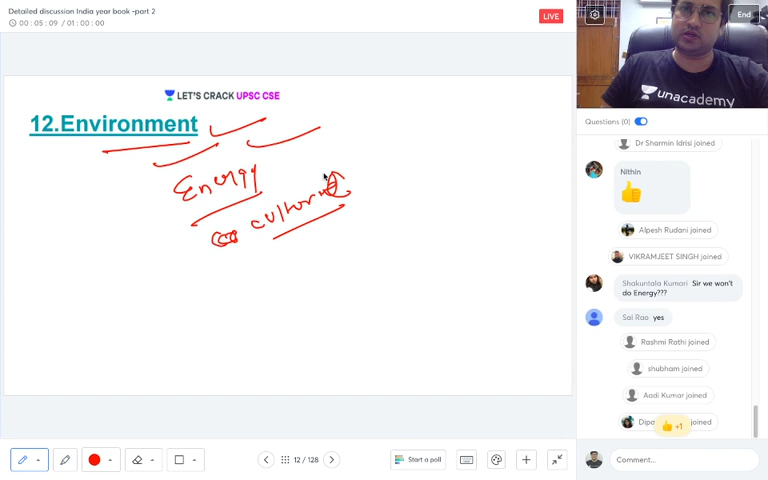 Detailed discussion India year book -part 2
00 : 05 : 09 / 01 : 00 : 00
LIVE
End
LET'S CRACK UPSC CSE
12.Environment
Energy
unacademy
Questions (0)
Dr Sharmin Idrisi joined
Nithin
Alpesh Rudani joined
VIKRAMJEET SINGH joined
Shakuntala Kumari Sir we won't
do Energy???
Sai Rao yes
Rashmi Rathi joined
shubham joined
Aadi Kumar joined
joined
+1
12 / 128
Start a poll
Comment...